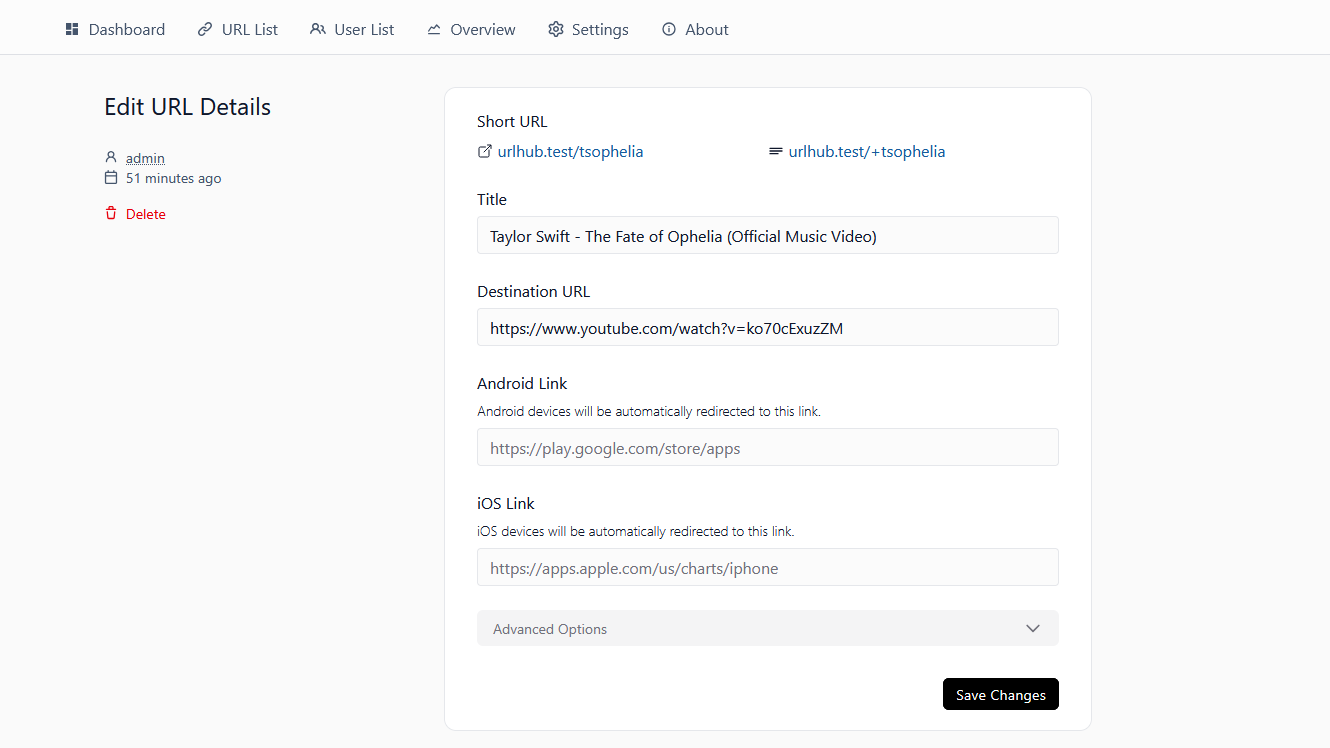 Dashboard URL List User List Overview Settings About
Edit URL Details
admin
51 minutes ago
Delete
Short URL
urlhub.test/tsophelia urlhub.test/+tsophelia
Title
Taylor Swift - The Fate of Ophelia (Official Music Video)
Destination URL
https://www.youtube.com/watch?v=ko70cExuzZM
Android Link
Android devices will be automatically redirected to this link.
https://play.google.com/store/apps
iOS Link
iOS devices will be automatically redirected to this link.
https://apps.apple.com/us/charts/iphone
Advanced Options
Save Changes